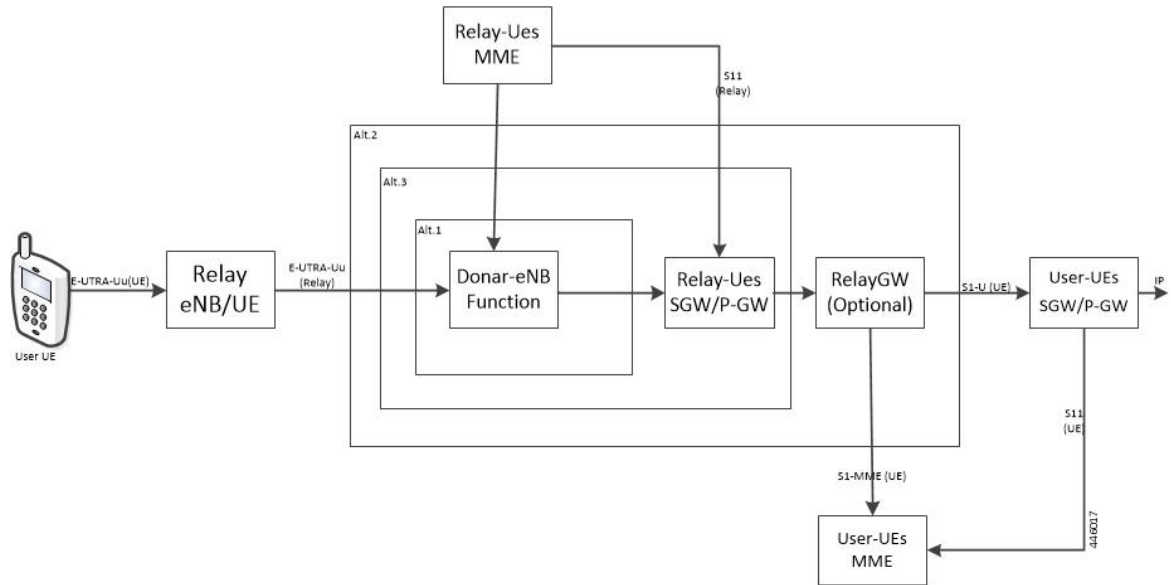 Relay-Ues
MME
S11
(Relay)
Alt.2
Alt.3
Alt.1
E-UTRA-Uu(UE)
Relay
eNB/UE
E-UTRA-Uu
(Relay)
Donar-eNB
Function
Relay-Ues
SGW/P-GW
RelayGW
(Optional)
S1-U (UE)
User-UEs
SGW/P-GW
IP
User UE
S11
(UE)
S1-MME (UE)
446017
User-UEs
MME